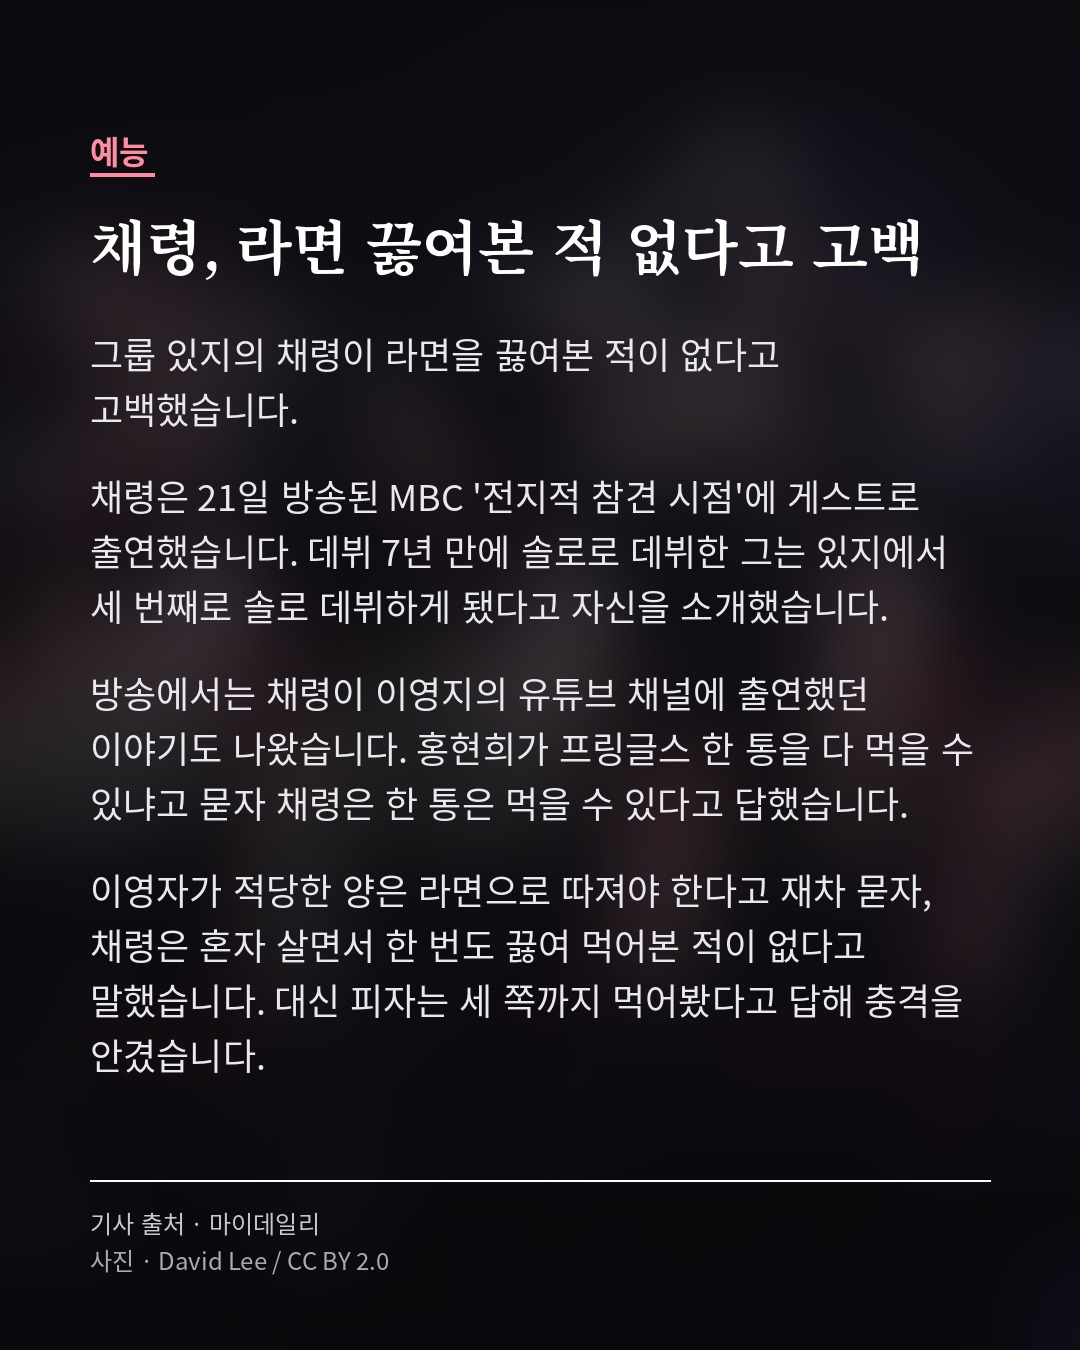 예능
채령, 라면 끓여본 적 없다고 고백
그룹 있지의 채령이 라면을 끓여본 적이 없다고
고백했습니다.
채령은 21일 방송된 MBC '전지적 참견 시점'에 게스트로
출연했습니다. 데뷔 7년 만에 솔로로 데뷔한 그는 있지에서
세 번째로 솔로 데뷔하게 됐다고 자신을 소개했습니다.
방송에서는 채령이 이영지의 유튜브 채널에 출연했던
이야기도 나왔습니다. 홍현희가 프링글스 한 통을 다 먹을 수
있냐고 묻자 채령은 한 통은 먹을 수 있다고 답했습니다.
이영자가 적당한 양은 라면으로 따져야 한다고 재차 묻자,
채령은 혼자 살면서 한 번도 끓여 먹어본 적이 없다고
말했습니다. 대신 피자는 세 쪽까지 먹어봤다고 답해 충격을
안겼습니다.
기사 출처 · 마이데일리
사진 · David Lee / CC BY 2.0